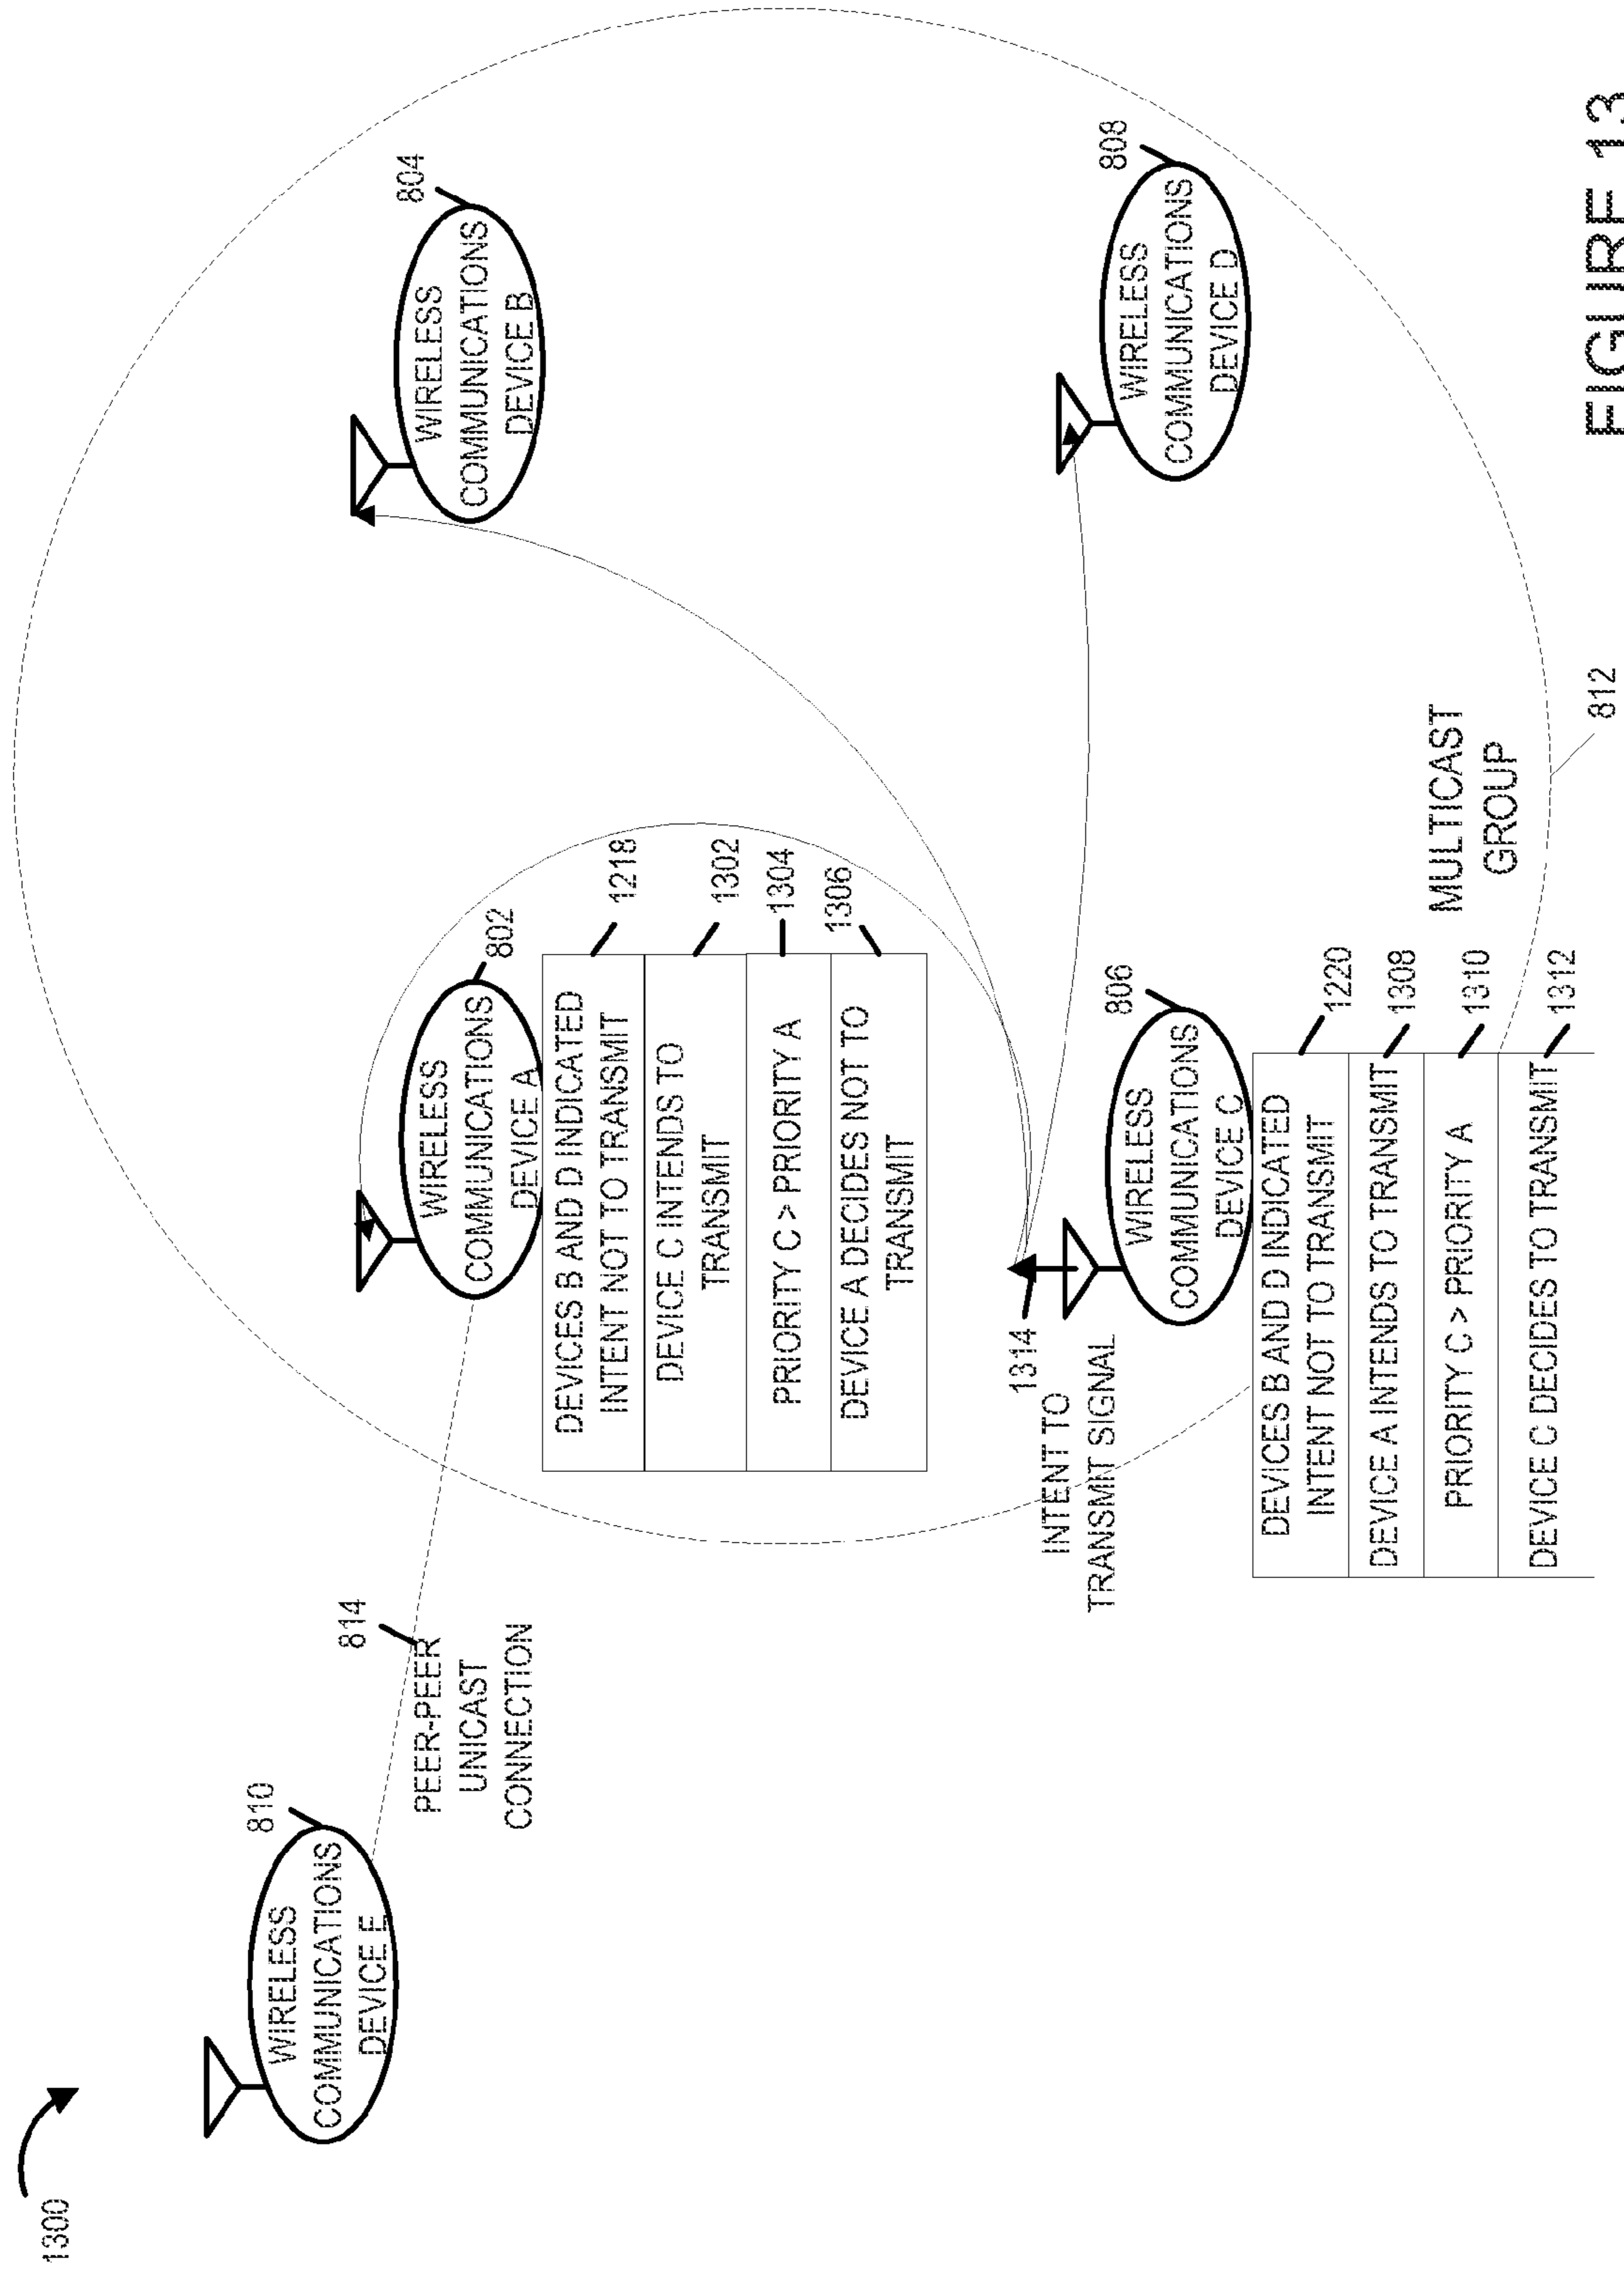 1300
810
WIRELESS
COMMUNICATIONS
DEVICE E
814
PEER-PEER
UNICAST
CONNECTION
802
WIRELESS
COMMUNICATIONS
DEVICE A
DEVICES B AND D INDICATED
INTENT NOT TO TRANSMIT
1218
DEVICE C INTENDS TO
TRANSMIT
1302
PRIORITY C > PRIORITY A
1304
DEVICE A DECIDES NOT TO
TRANSMIT
1306
804
WIRELESS
COMMUNICATIONS
DEVICE B
1314
INTENT TO
TRANSMIT SIGNAL
806
WIRELESS
COMMUNICATIONS
DEVICE C
DEVICES B AND D INDICATED
INTENT NOT TO TRANSMIT
1220
DEVICE A INTENDS TO TRANSMIT
1308
PRIORITY C > PRIORITY A
1310
DEVICE C DECIDES TO TRANSMIT
1312
808
WIRELESS
COMMUNICATIONS
DEVICE D
MULTICAST
GROUP
812
FIGURE 13